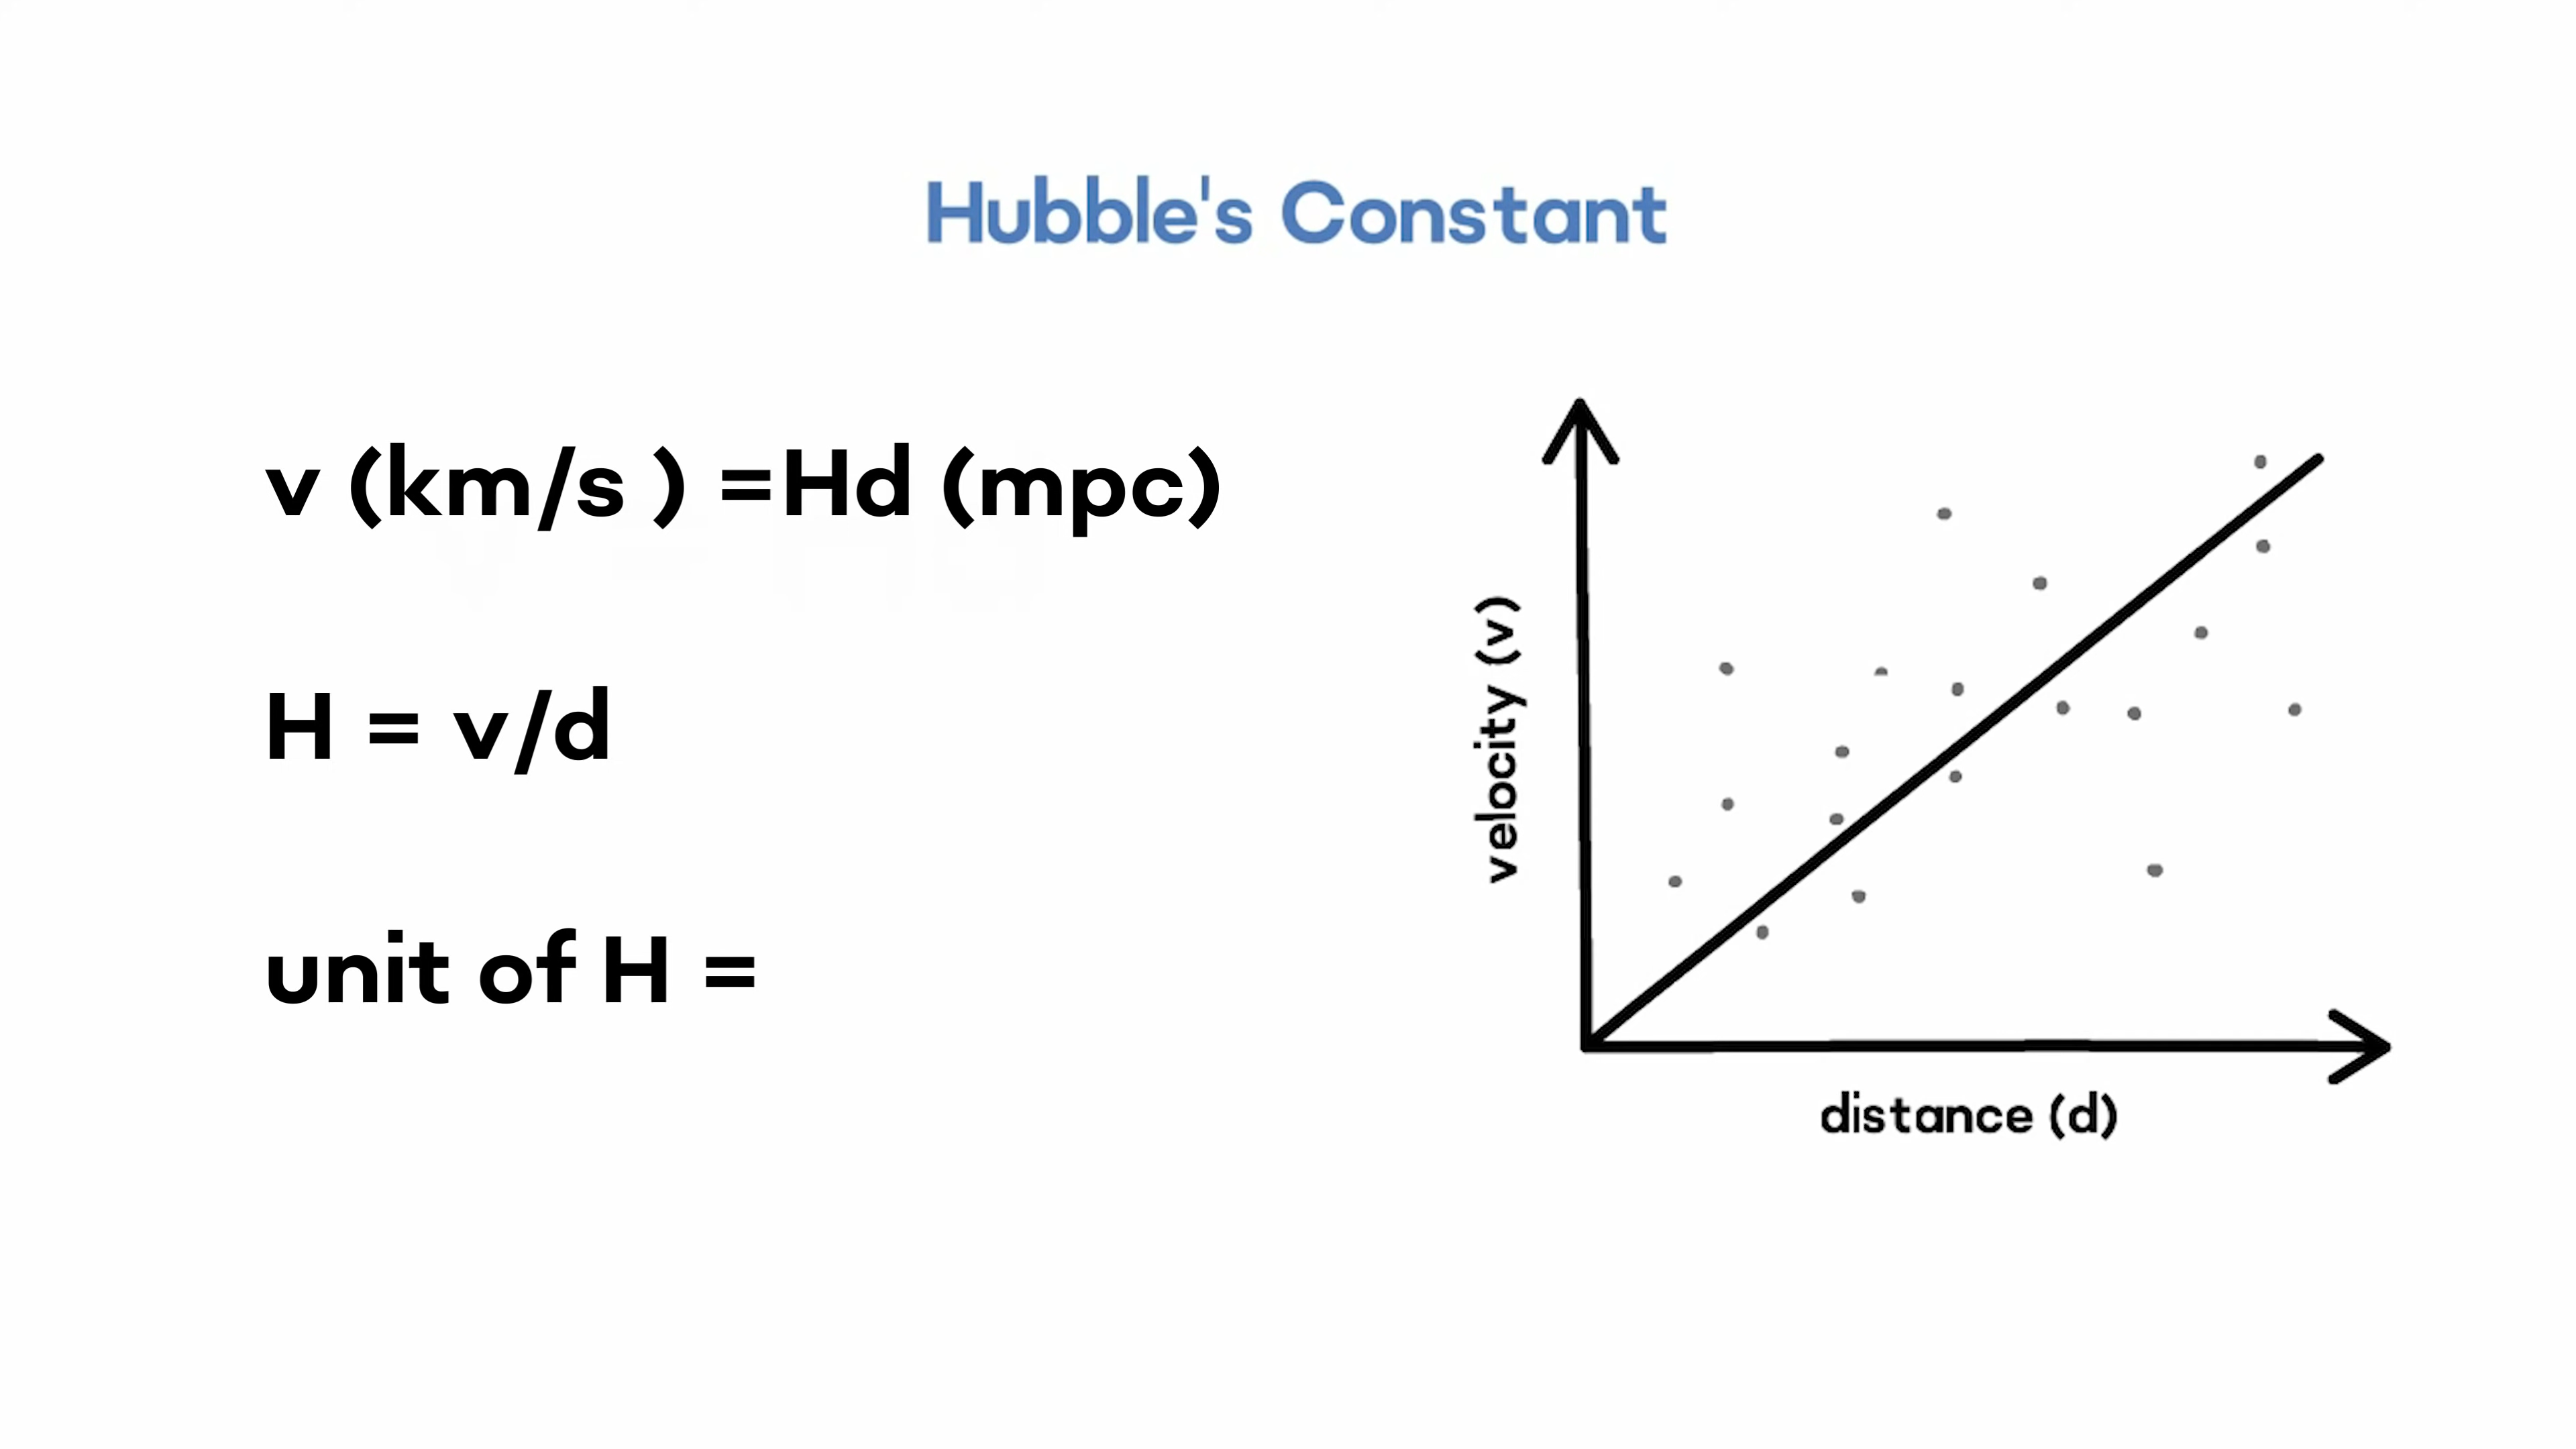 Hubble's Constant
v (km/s ) =Hd (mpc)
H = v/d
unit of H =
velocity (v)
distance (d)